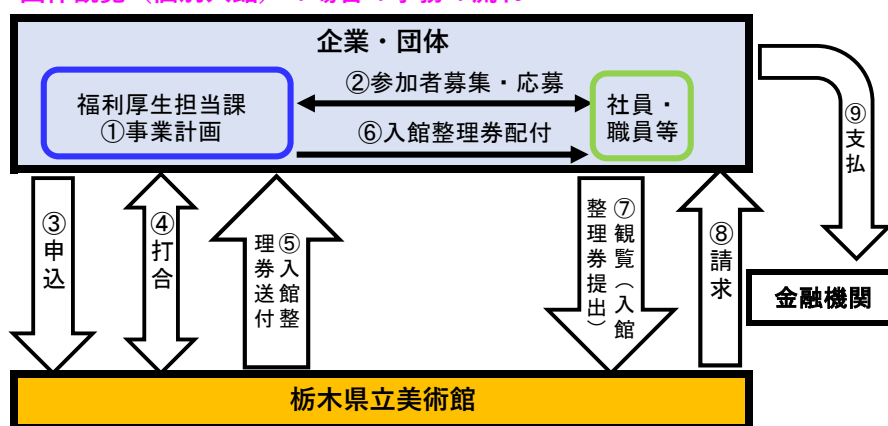 企業・団体
②参加者募集・応募
福利厚生担当課
①事業計画
社員・
職員等
⑥入館整理券配付
⑨支払
③申込
④打合
⑤入館整
理券送付
⑦観覧（入館
整理券提出）
⑧請求
金融機関
栃木県立美術館